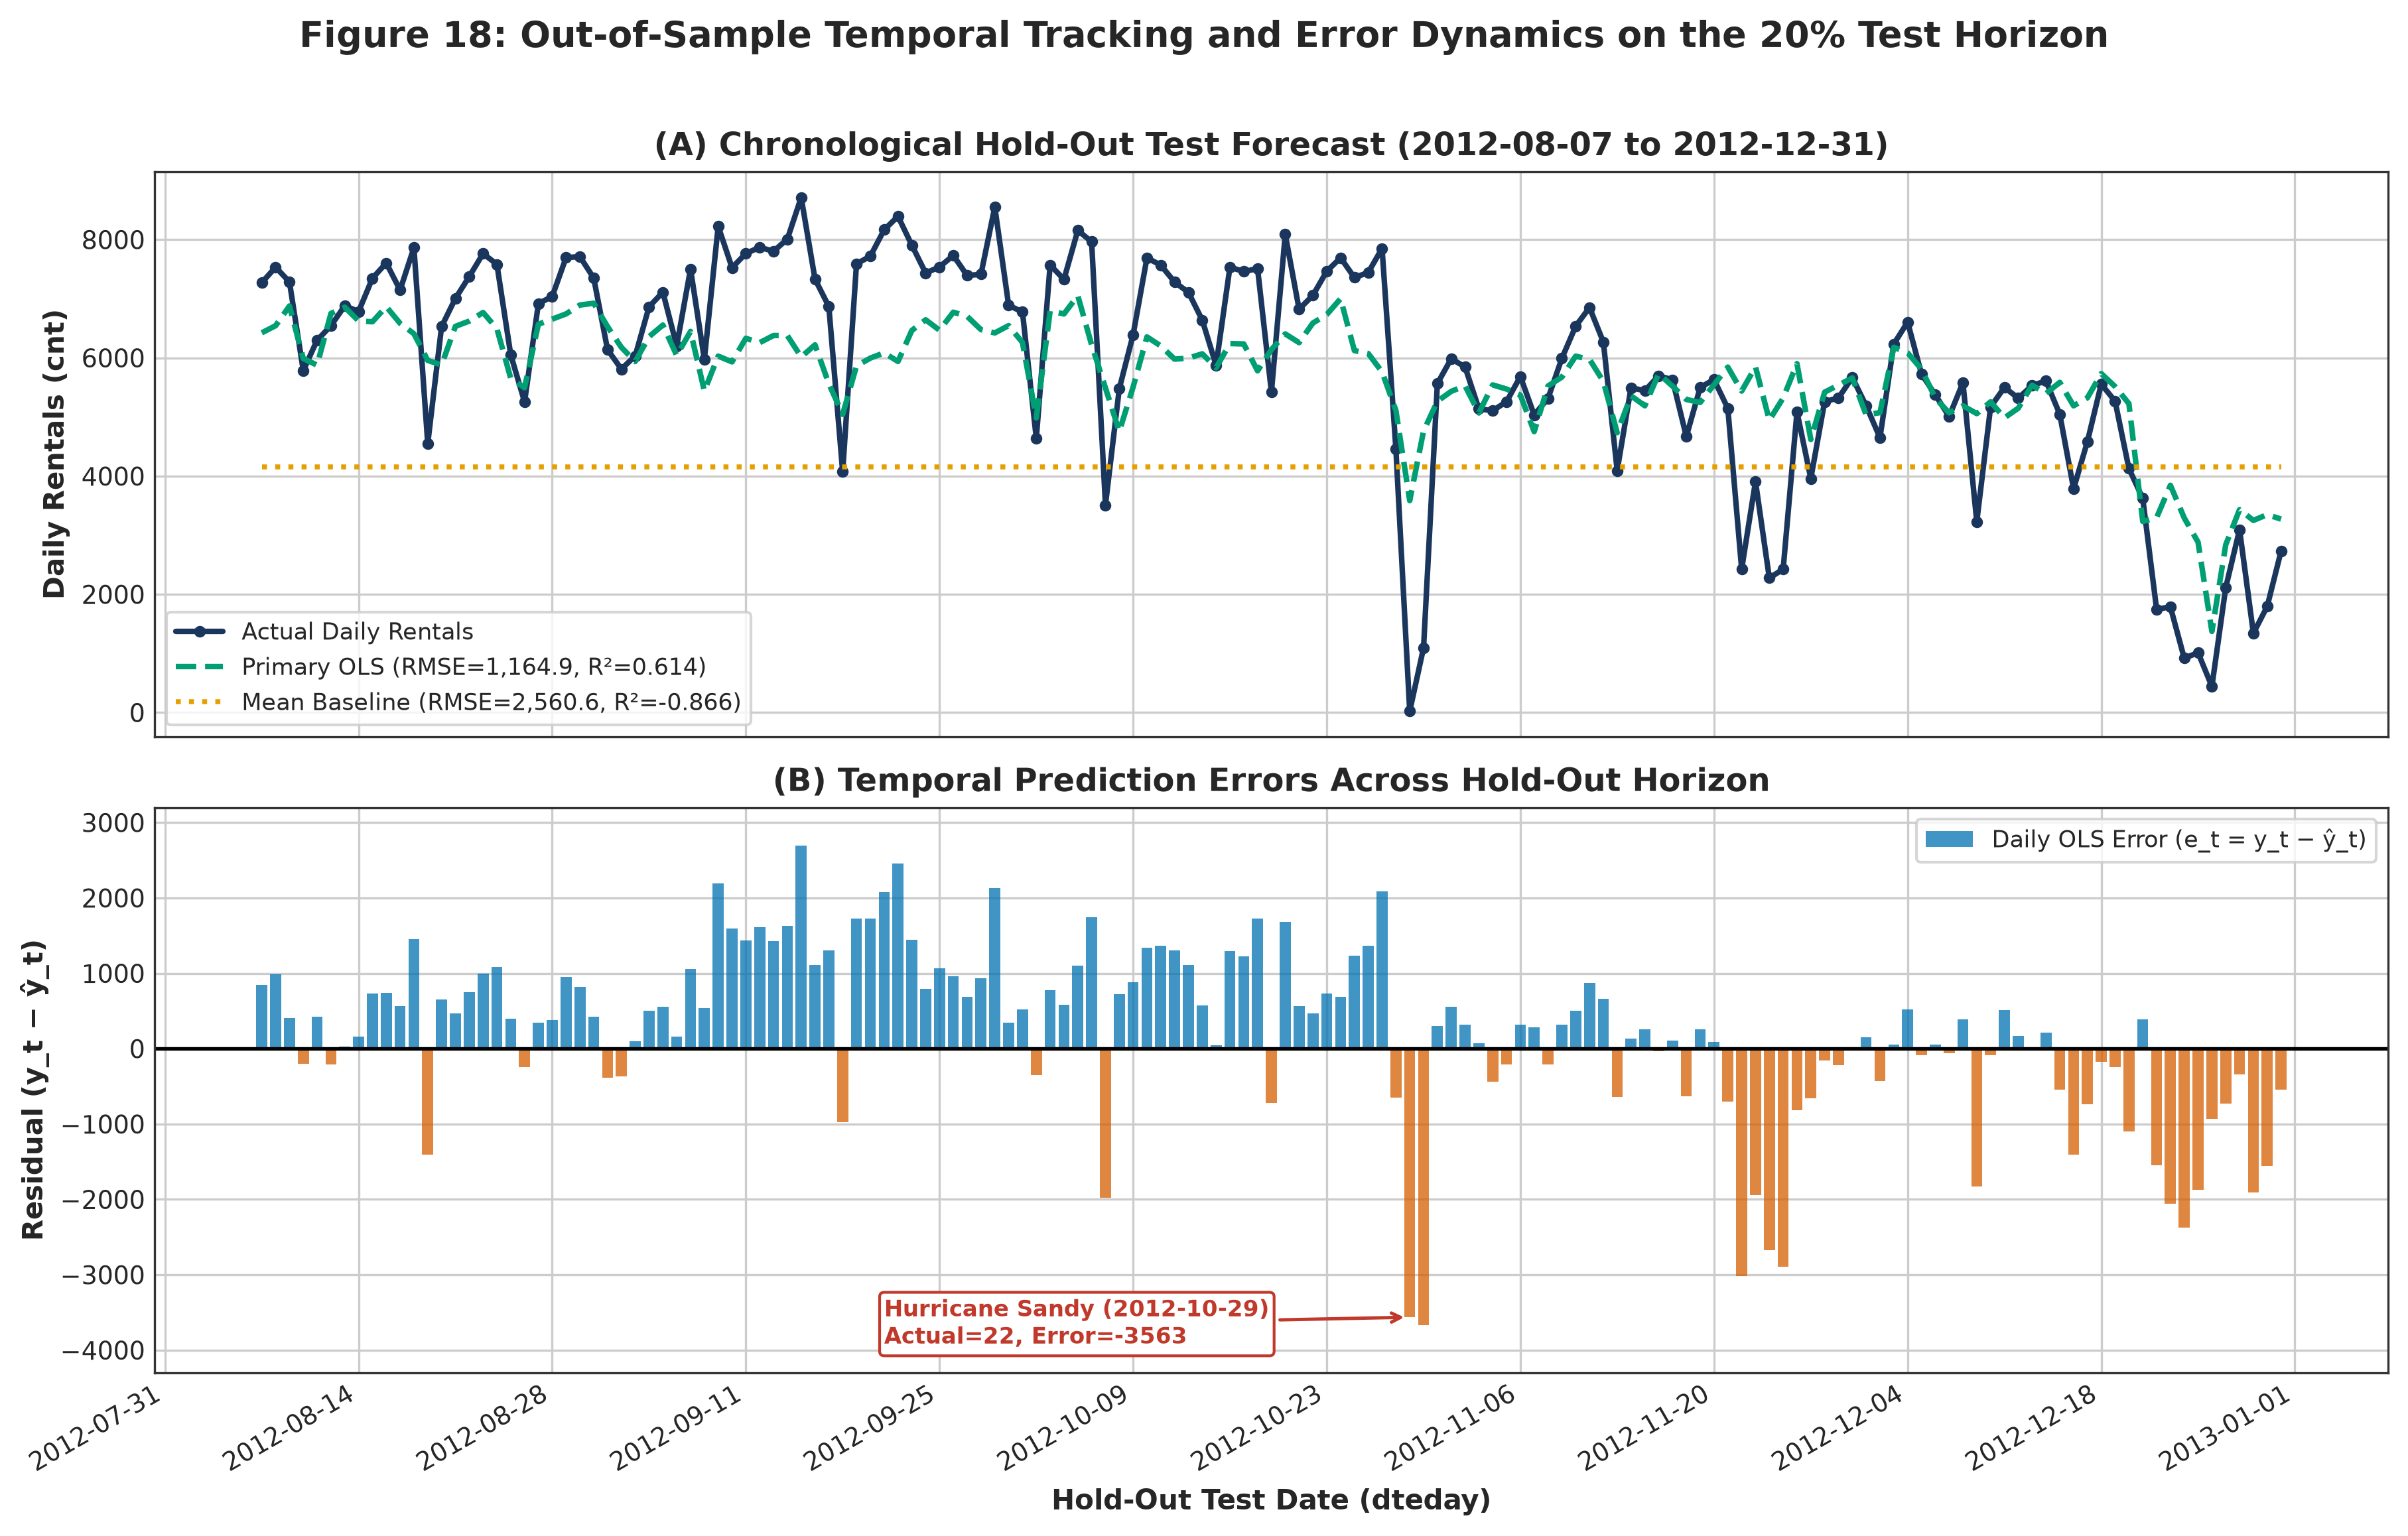 Figure 18: Out-of-Sample Temporal Tracking and Error Dynamics on the 20% Test Horizon
(A) Chronological Hold-Out Test Forecast (2012-08-07 to 2012-12-31)
Daily Rentals (cnt)
8000
6000
4000
2000
0
Actual Daily Rentals
Primary OLS (RMSE=1,164.9, R²=0.614)
Mean Baseline (RMSE=2,560.6, R²=-0.866)
(B) Temporal Prediction Errors Across Hold-Out Horizon
Residual (y_t − ŷ_t)
3000
2000
1000
0
−1000
−2000
−3000
−4000
Daily OLS Error (e_t = y_t − ŷ_t)
Hurricane Sandy (2012-10-29)
Actual=22, Error=-3563
2012-07-31
2012-08-14
2012-08-28
2012-09-11
2012-09-25
2012-10-09
2012-10-23
2012-11-06
2012-11-20
2012-12-04
2012-12-18
2013-01-01
Hold-Out Test Date (dteday)